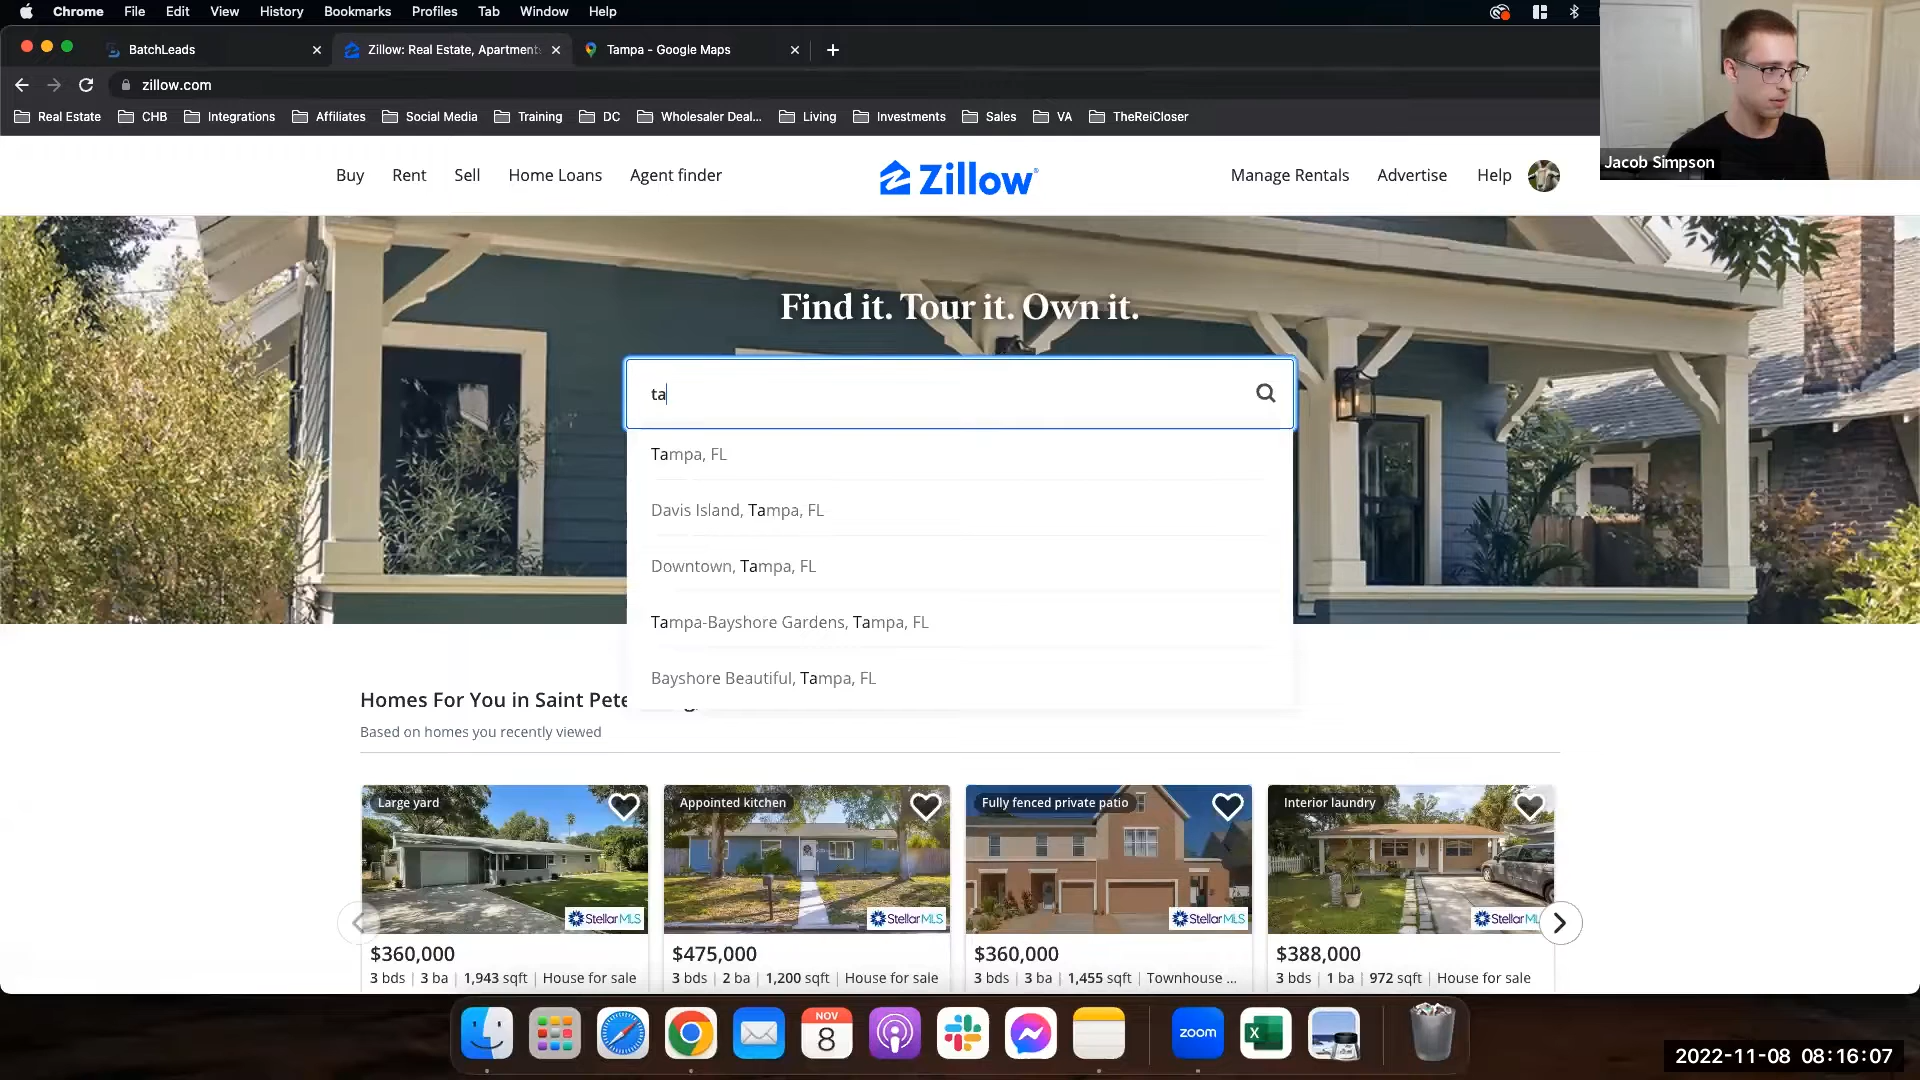 Chrome File Edit View History Bookmarks Profiles Tab Window Help
BatchLeads
Zillow: Real Estate, Apartment
Tampa - Google Maps
zillow.com
Real Estate CHB Integrations Affiliates Social Media Training DC Wholesaler Deal... Living Investments Sales VA TheReiCloser
Jacob Simpson
Buy Rent Sell Home Loans Agent finder
Zillow
Manage Rentals Advertise Help
Find it. Tour it. Own it.
ta
Tampa, FL
Davis Island, Tampa, FL
Downtown, Tampa, FL
Tampa-Bayshore Gardens, Tampa, FL
Bayshore Beautiful, Tampa, FL
Homes For You in Saint Pete
Based on homes you recently viewed
Large yard
Appointed kitchen
Fully fenced private patio
Interior laundry
StellarMLS
StellarMLS
StellarMLS
StellarML
$360,000
3 bds | 3 ba | 1,943 sqft | House for sale
$475,000
3 bds | 2 ba | 1,200 sqft | House for sale
$360,000
3 bds | 3 ba | 1,455 sqft | Townhouse ...
$388,000
3 bds | 1 ba | 972 sqft | House for sale
NOV
8
zoom
X
2022-11-08 08:16:07